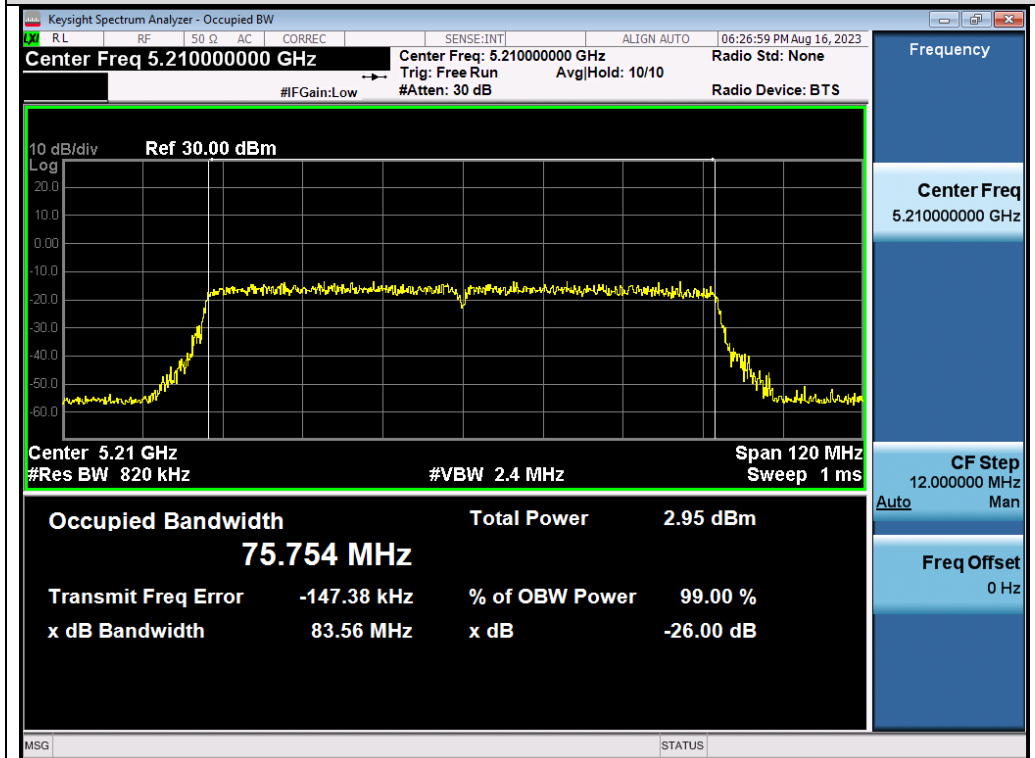 Keysight Spectrum Analyzer - Occupied BW
LXI RL RF 50 Ω AC CORREC SENSE:INT ALIGN AUTO 06:26:59 PM Aug 16, 2023
Center Freq 5.210000000 GHz
Center Freq: 5.210000000 GHz
Radio Std: None
Trig: Free Run Avg|Hold: 10/10
#IFGain:Low
#Atten: 30 dB
Radio Device: BTS
10 dB/div Ref 30.00 dBm
Log
20.0
10.0
0.00
-10.0
-20.0
-30.0
-40.0
-50.0
-60.0
Center 5.21 GHz Span 120 MHz
#Res BW 820 kHz #VBW 2.4 MHz Sweep 1 ms
Occupied Bandwidth Total Power 2.95 dBm
75.754 MHz
Transmit Freq Error -147.38 kHz % of OBW Power 99.00 %
x dB Bandwidth 83.56 MHz x dB -26.00 dB
MSG STATUS
Frequency
Center Freq
5.210000000 GHz
CF Step
12.000000 MHz
Auto Man
Freq Offset
0 Hz